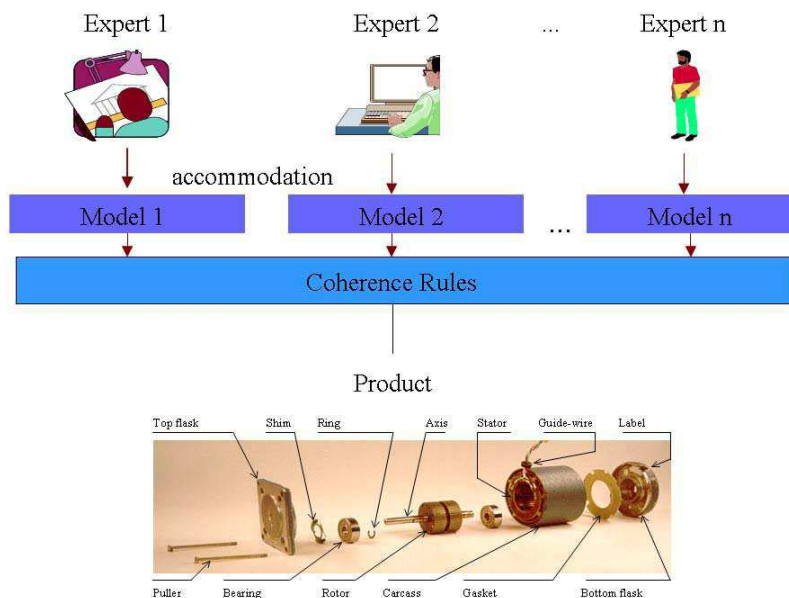 Expert 1 Expert 2 ... Expert n
accommodation
Model 1 Model 2 ... Model n
Coherence Rules
Product
Top flask Shim Ring Axis Stator Guide-wire Label
Puller Bearing Rotor Carcass Gasket Bottom flask